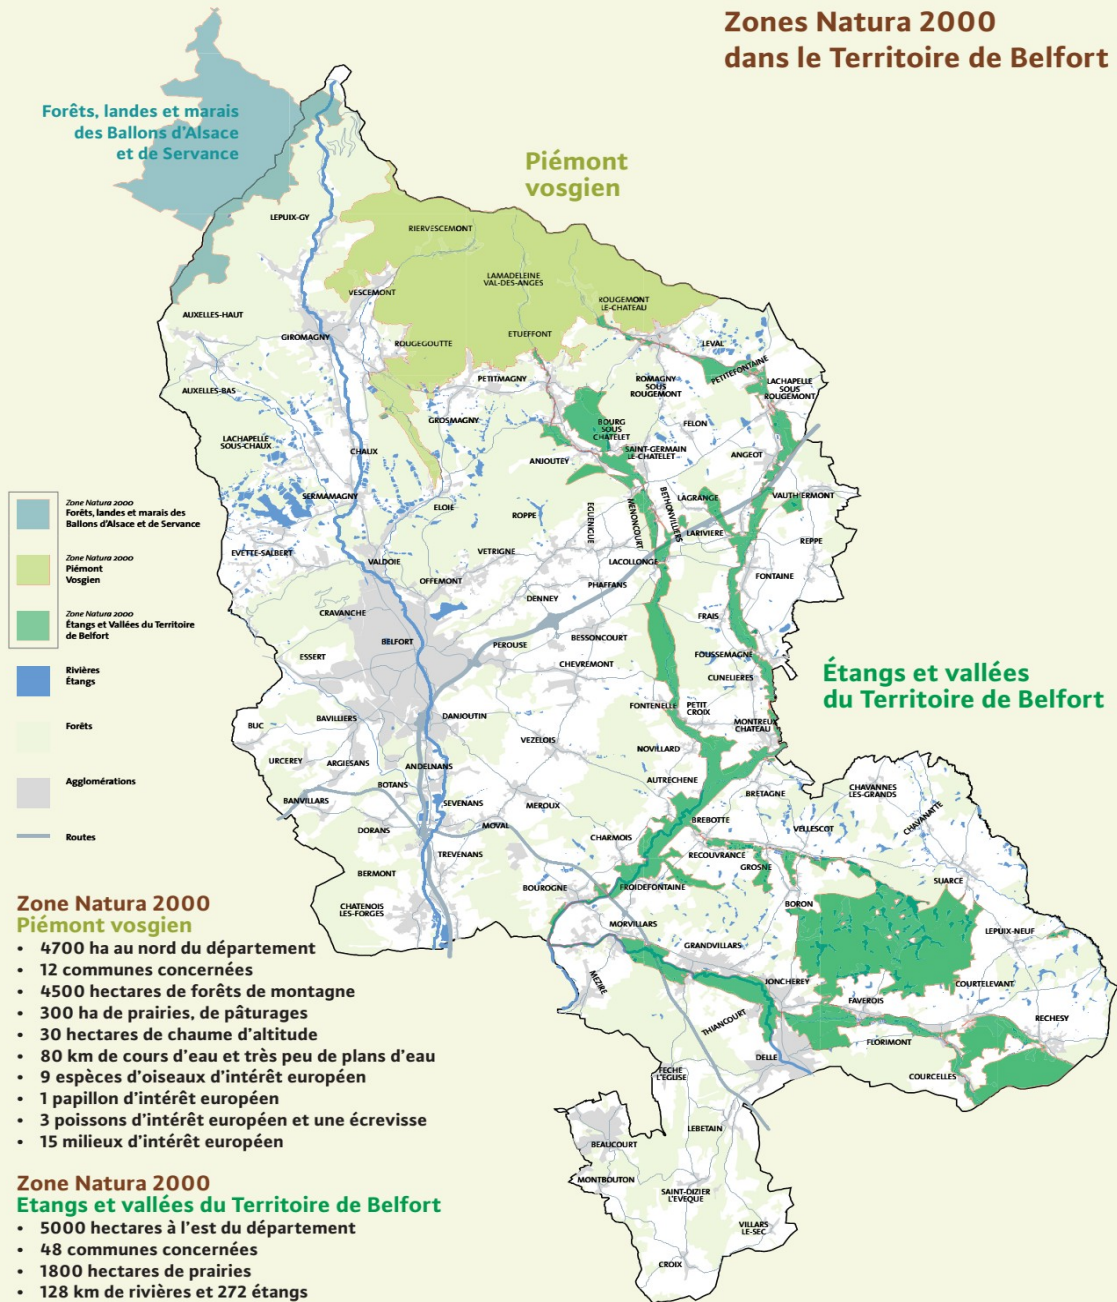 Zones Natura 2000
dans le Territoire de Belfort
Forêts, landes et marais
des Ballons d'Alsace
et de Servance
Piémont
vosgien
LEPUIX-GY
RIERVESCEMONT
LAMADELEINE
VAL-DES-ANGES
ROUGEMONT
LE-CHATEAU
VESCEMONT
AUXELLES-HAUT
GIROMAGNY
ROUGEGOUTTE
ETUEFFONT
LEVAL
PETITEFONTAINE
PETITMAGNY
ROMAGNY
SOUS
ROUGEMONT
LACHAPELLE
SOUS
ROUGEMONT
AUXELLES-BAS
GROSMAGNY
BOURG
SOUS
CHATELET
FELON
LACHAPELLE
SOUS-CHAUX
CHAUX
ANJOUTEY
SAINT-GERMAIN
LE-CHATELET
ANGEOT
SERMAMAGNY
ELOIE
ROPPE
EGUENIGUE
MENONCOURT
BETHONVILLIERS
LAGRANGE
VAUTHIERMONT
LARIVIERE
REPPE
EVETTE-SALBERT
VALDOIE
VETRIGNE
OFFEMONT
LACOLLONGE
PHAFFANS
FONTAINE
DENNEY
CRAVANCHE
BELFORT
PEROUSE
BESSONCOURT
FRAIS
ESSERT
CHEVREMONT
FOUSSEMAGNE
CUNELIERES
Étangs et vallées
du Territoire de Belfort
FONTENELLE
PETIT
CROIX
MONTREUX
CHATEAU
BUC
BAVILLIERS
DANJOUTIN
VEZELOIS
NOVILLARD
URCEREY
ARGIESANS
ANDELNANS
AUTRECHENE
BOTANS
BRETAGNE
CHAVANNES
LES-GRANDS
CHAVANATTE
BANVILLARS
SEVENANS
MEROUX
MOVAL
BREBOTTE
VELLESCOT
DORANS
TREVENANS
CHARMOIS
RECOUVRANCE
GROSNE
BERMONT
BOUROGNE
FROIDEFONTAINE
SUARCE
CHATENOIS
LES-FORGES
BORON
MORVILLARS
LEPUIX-NEUF
GRANDVILLARS
MEZIRE
JONCHEREY
COURTELEVANT
FAVEROIS
RECHESY
THIANCOURT
FLORIMONT
DELLE
COURCELLES
FECHE
L'EGLISE
LEBETAIN
BEAUCOURT
MONTBOUTON
SAINT-DIZIER
L'EVEQUE
VILLARS
LE-SEC
CROIX
Zone Natura 2000
Forêts, landes et marais des
Ballons d'Alsace et de Servance
Zone Natura 2000
Piémont
Vosgien
Zone Natura 2000
Étangs et Vallées du Territoire
de Belfort
Rivières
Étangs
Forêts
Agglomérations
Routes
Zone Natura 2000
Piémont vosgien
• 4700 ha au nord du département
• 12 communes concernées
• 4500 hectares de forêts de montagne
• 300 ha de prairies, de pâturages
• 30 hectares de chaume d'altitude
• 80 km de cours d'eau et très peu de plans d'eau
• 9 espèces d'oiseaux d'intérêt européen
• 1 papillon d'intérêt européen
• 3 poissons d'intérêt européen et une écrevisse
• 15 milieux d'intérêt européen
Zone Natura 2000
Etangs et vallées du Territoire de Belfort
• 5000 hectares à l'est du département
• 48 communes concernées
• 1800 hectares de prairies
• 128 km de rivières et 272 étangs